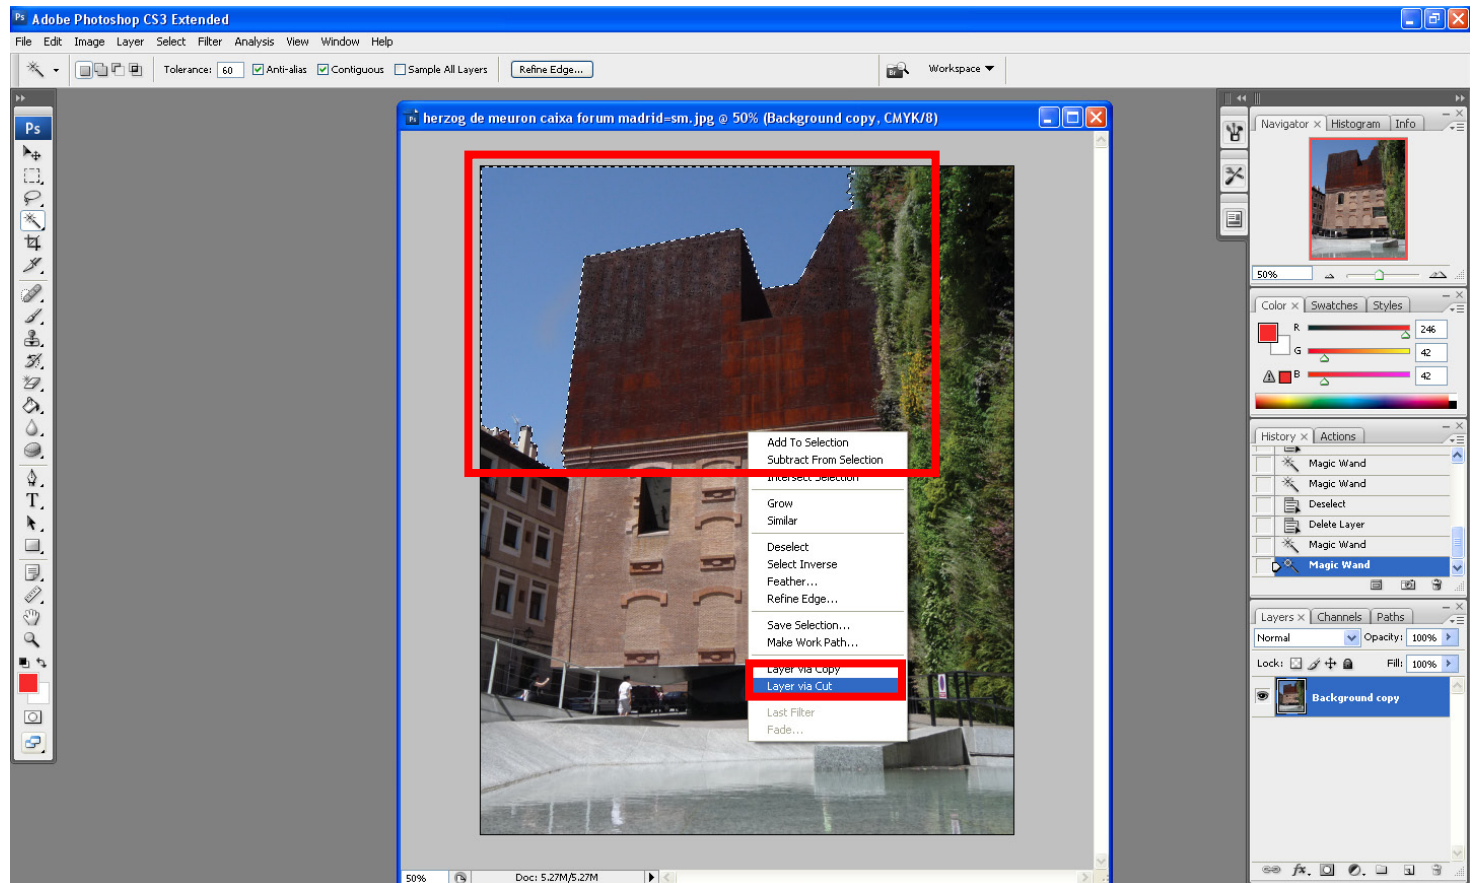 Ps Adobe Photoshop CS3 Extended
File Edit Image Layer Select Filter Analysis View Window Help
Tolerance: 60 Anti-alias Contiguous Sample All Layers Refine Edge... Br Workspace
Ps
herzog de meuron caixa forum madrid=sm.jpg @ 50% (Background copy, CMYK/8)
Navigator Histogram Info
50%
Color Swatches Styles
R 246
G 42
B 42
History Actions
Magic Wand
Magic Wand
Deselect
Delete Layer
Magic Wand
Magic Wand
Layers Channels Paths
Normal Opacity: 100%
Lock: Fill: 100%
Background copy
Add To Selection
Subtract From Selection
Intersect Selection
Grow
Similar
Deselect
Select Inverse
Feather...
Refine Edge...
Save Selection...
Make Work Path...
Layer via Copy
Layer via Cut
Last Filter
Fade...
50% Doc: 5.27M/5.27M